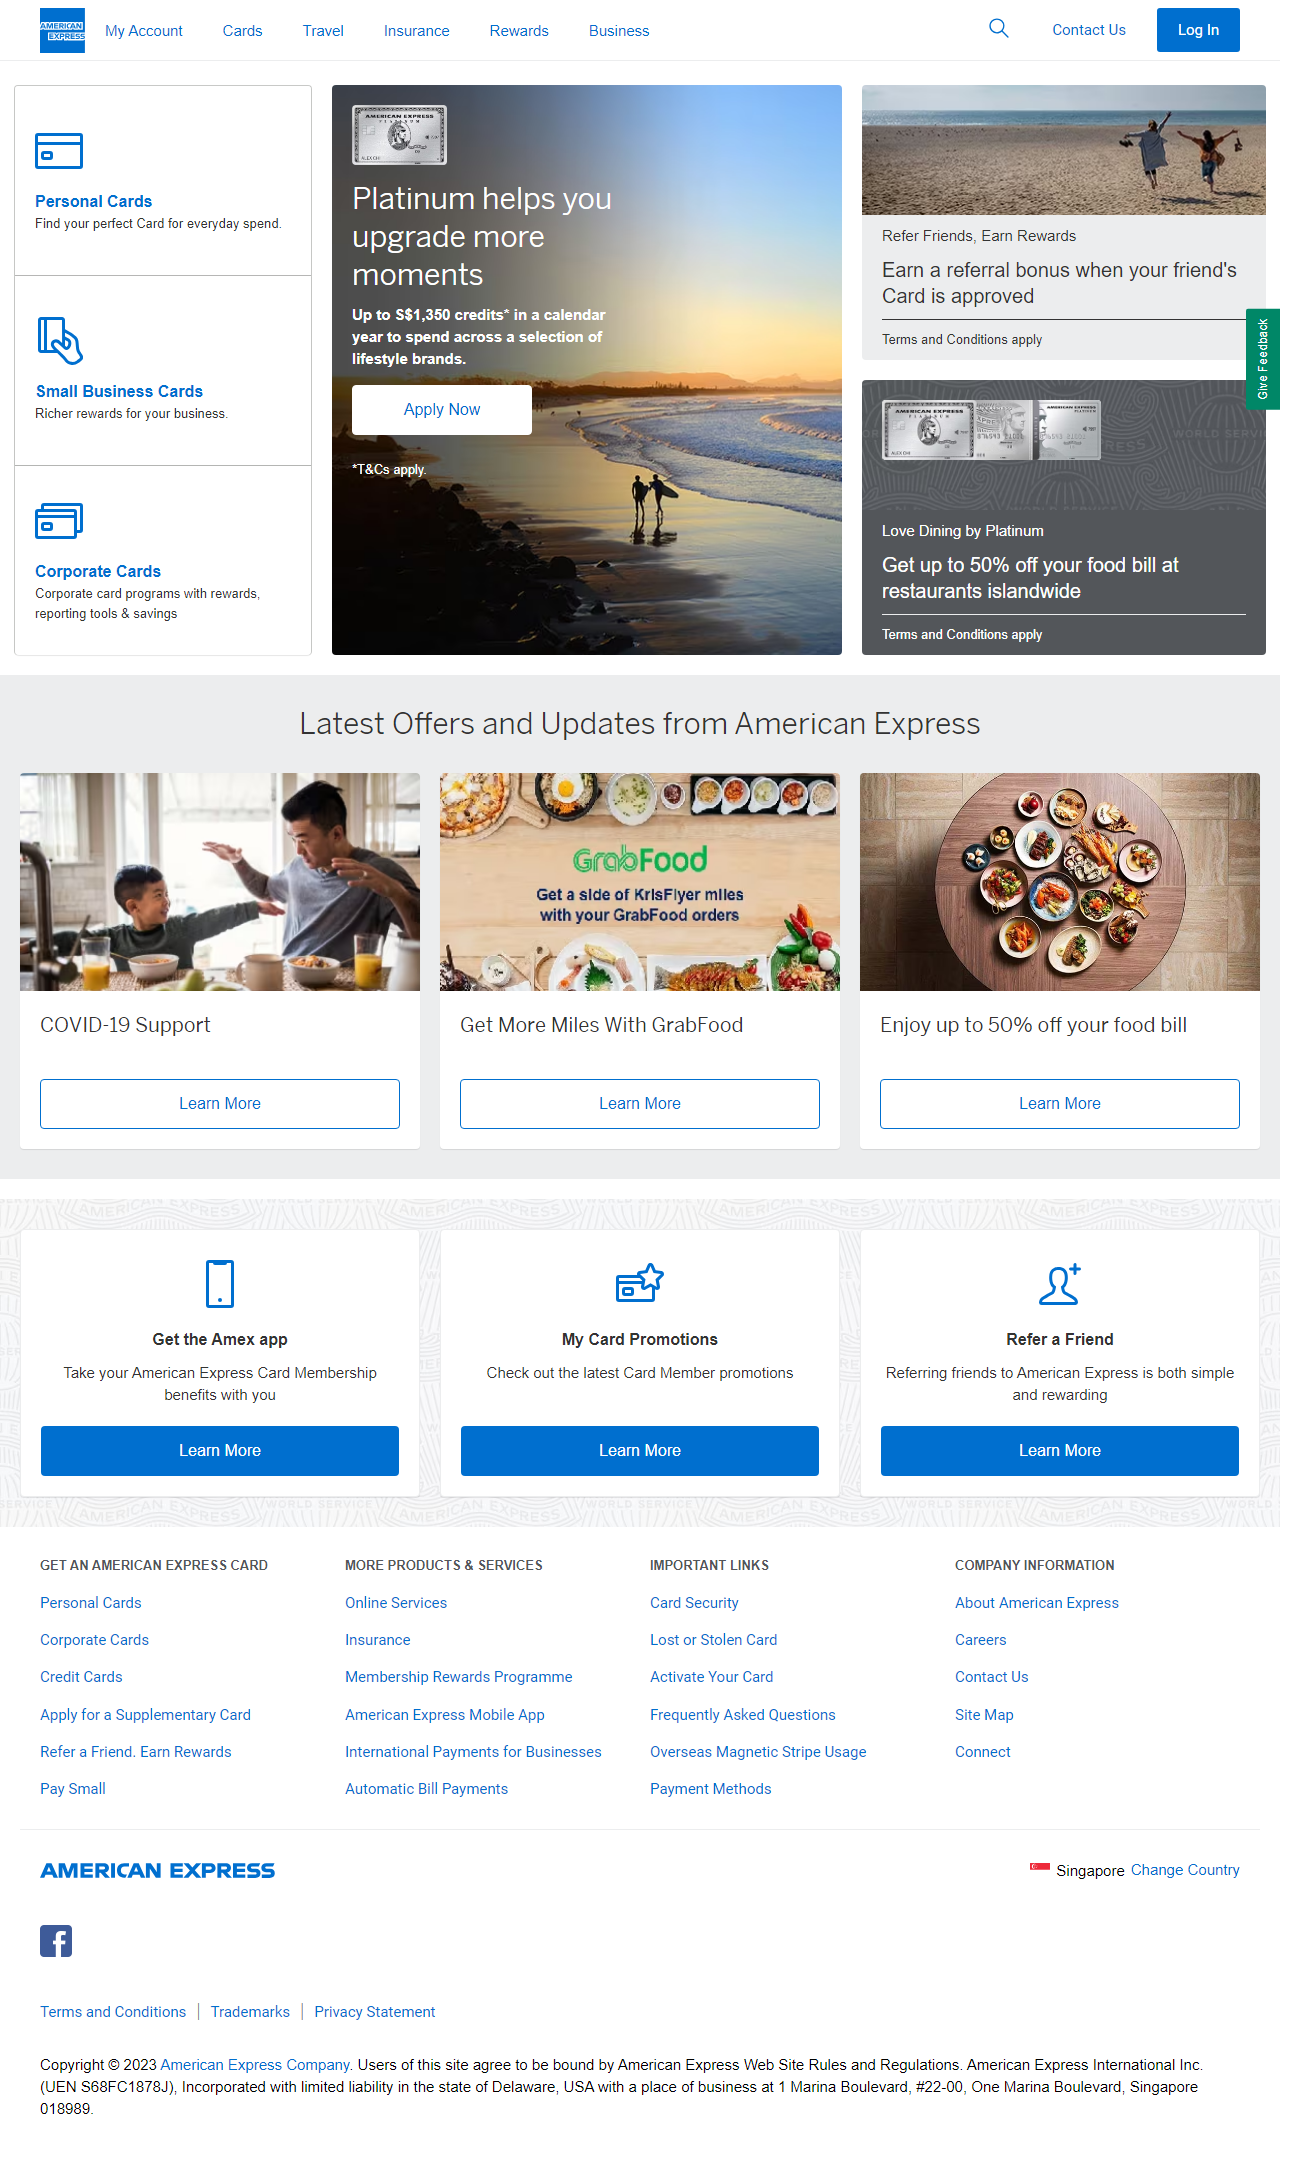 AMERICAN
EXPRESS
My Account
Cards
Travel
Insurance
Rewards
Business
Contact Us
Log In
Personal Cards
Find your perfect Card for everyday spend.
Small Business Cards
Richer rewards for your business.
Corporate Cards
Corporate card programs with rewards,
reporting tools & savings
AMERICAN EXPRESS
PLATINUM
Platinum helps you
upgrade more
moments
Up to S$1,350 credits* in a calendar
year to spend across a selection of
lifestyle brands.
Apply Now
*T&Cs apply.
Refer Friends, Earn Rewards
Earn a referral bonus when your friend's
Card is approved
Terms and Conditions apply
Give Feedback
AMERICAN EXPRESS
PLATINUM
Love Dining by Platinum
Get up to 50% off your food bill at
restaurants islandwide
Terms and Conditions apply
Latest Offers and Updates from American Express
GrabFood
Get a side of KrisFlyer miles
with your GrabFood orders
COVID-19 Support
Learn More
Get More Miles With GrabFood
Learn More
Enjoy up to 50% off your food bill
Learn More
Get the Amex app
Take your American Express Card Membership
benefits with you
Learn More
My Card Promotions
Check out the latest Card Member promotions
Learn More
Refer a Friend
Referring friends to American Express is both simple
and rewarding
Learn More
GET AN AMERICAN EXPRESS CARD
Personal Cards
Corporate Cards
Credit Cards
Apply for a Supplementary Card
Refer a Friend. Earn Rewards
Pay Small
MORE PRODUCTS & SERVICES
Online Services
Insurance
Membership Rewards Programme
American Express Mobile App
International Payments for Businesses
Automatic Bill Payments
IMPORTANT LINKS
Card Security
Lost or Stolen Card
Activate Your Card
Frequently Asked Questions
Overseas Magnetic Stripe Usage
Payment Methods
COMPANY INFORMATION
About American Express
Careers
Contact Us
Site Map
Connect
AMERICAN EXPRESS
Singapore Change Country
Terms and Conditions | Trademarks | Privacy Statement
Copyright © 2023 American Express Company. Users of this site agree to be bound by American Express Web Site Rules and Regulations. American Express International Inc.
(UEN S68FC1878J), Incorporated with limited liability in the state of Delaware, USA with a place of business at 1 Marina Boulevard, #22-00, One Marina Boulevard, Singapore
018989.